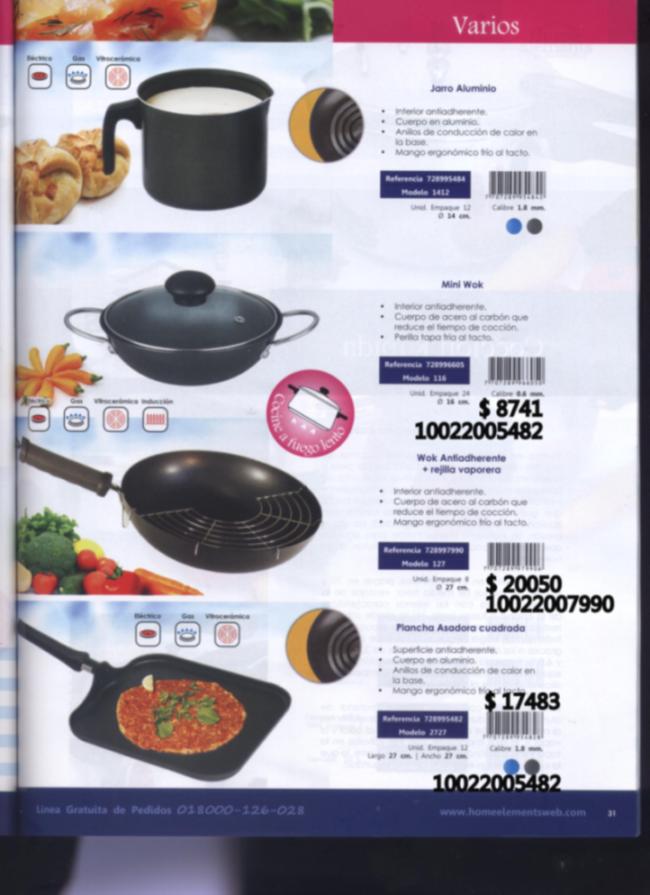 Varios
Eléctrico Gas Vitrocerámica
Jarro Aluminio
• Interior antiadherente.
• Cuerpo en aluminio.
• Anillos de conducción de calor en
la base.
• Mango ergonómico frío al tacto.
Referencia 728995484
Modelo 1412
Unid. Empaque 12
Ø 14 cm.
Calibre 1.8 mm.
Mini Wok
• Interior antiadherente.
• Cuerpo de acero al carbón que
reduce el tiempo de cocción.
• Perilla tapa fría al tacto.
Referencia 728996605
Modelo 116
Unid. Empaque 24
Ø 16 cm.
Calibre 0.6 mm.
$ 8741
10022005482
Eléctrico Gas Vitrocerámica Inducción
Cocine a fuego lento
Wok Antiadherente
+ rejilla vaporera
• Interior antiadherente.
• Cuerpo de acero al carbón que
reduce el tiempo de cocción.
• Mango ergonómico frío al tacto.
Referencia 728997990
Modelo 127
Unid. Empaque 8
Ø 27 cm.
$ 20050
10022007990
Eléctrico Gas Vitrocerámica
Plancha Asadora cuadrada
• Superficie antiadherente.
• Cuerpo en aluminio.
• Anillos de conducción de calor en
la base.
• Mango ergonómico frío al tacto.
$ 17483
Referencia 728995482
Modelo 2727
Unid. Empaque 12
Largo 27 cm. | Ancho 27 cm.
Calibre 1.8 mm.
10022005482
Linea Gratuita de Pedidos 018000-126-028
www.homeelementsweb.com
31